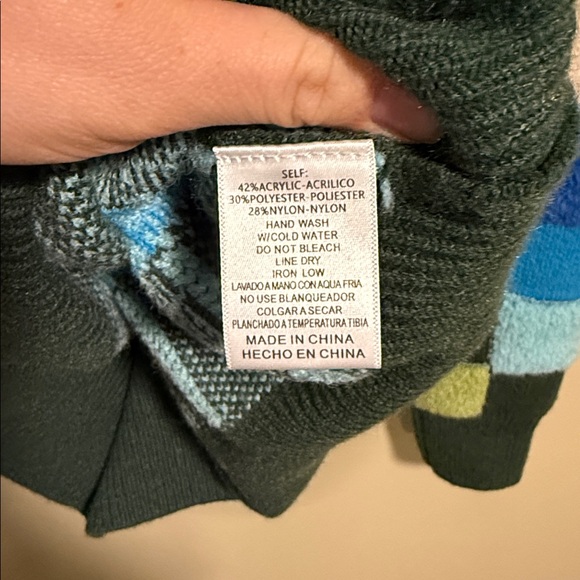 SELF:
42%ACRYLIC-ACRILICO
30%POLYESTER-POLIESTER
28%NYLON-NYLON
HAND WASH
W/COLD WATER
DO NOT BLEACH
LINE DRY
IRON LOW
LAVADO A MANO CON AQUA FRIA
NO USE BLANQUEADOR
COLGAR A SECAR
PLANCHADO A TEMPERATURA TIBIA
MADE IN CHINA
HECHO EN CHINA